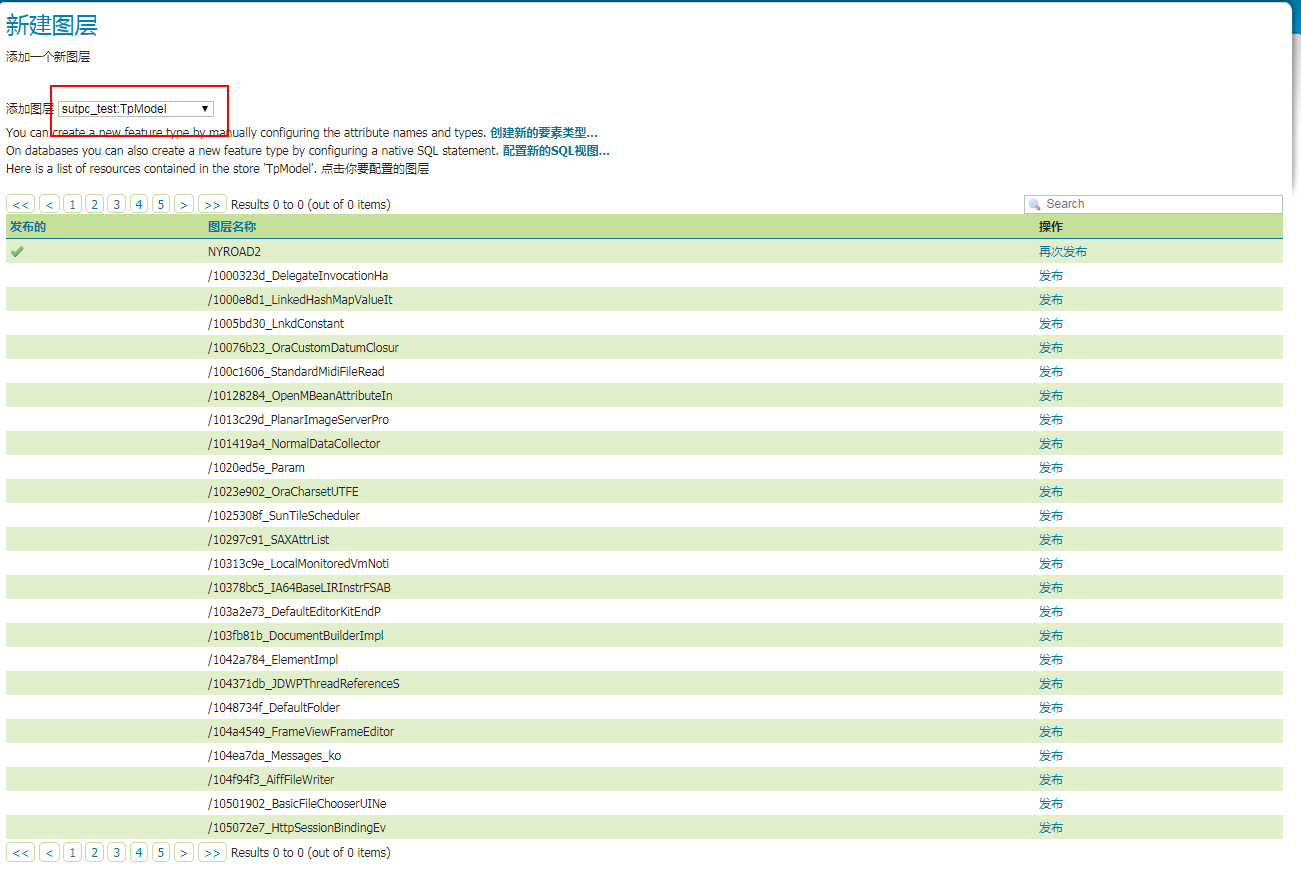 新建图层
添加一个新图层
添加图层 sutpc_test:TpModel
You can create a new feature type by manually configuring the attribute names and types. 创建新的要素类型...
On databases you can also create a new feature type by configuring a native SQL statement. 配置新的SQL视图...
Here is a list of resources contained in the store 'TpModel'. 点击你要配置的图层
<< < 1 2 3 4 5 > >> Results 0 to 0 (out of 0 items) Search
发布的 图层名称 操作
NYROAD2 再次发布
/1000323d_DelegateInvocationHa 发布
/1000e8d1_LinkedHashMapValueIt 发布
/1005bd30_LnkdConstant 发布
/10076b23_OraCustomDatumClosur 发布
/100c1606_StandardMidiFileRead 发布
/10128284_OpenMBeanAttributeIn 发布
/1013c29d_PlanarImageServerPro 发布
/101419a4_NormalDataCollector 发布
/1020ed5e_Param 发布
/1023e902_OraCharsetUTFE 发布
/1025308f_SunTileScheduler 发布
/10297c91_SAXAttrList 发布
/10313c9e_LocalMonitoredVmNoti 发布
/10378bc5_IA64BaseLIRInstrFSAB 发布
/103a2e73_DefaultEditorKitEndP 发布
/103fb81b_DocumentBuilderImpl 发布
/1042a784_ElementImpl 发布
/104371db_JDWPThreadReferenceS 发布
/1048734f_DefaultFolder 发布
/104a4549_FrameViewFrameEditor 发布
/104ea7da_Messages_ko 发布
/104f94f3_AiffFileWriter 发布
/10501902_BasicFileChooserUINe 发布
/105072e7_HttpSessionBindingEv 发布
<< < 1 2 3 4 5 > >> Results 0 to 0 (out of 0 items)